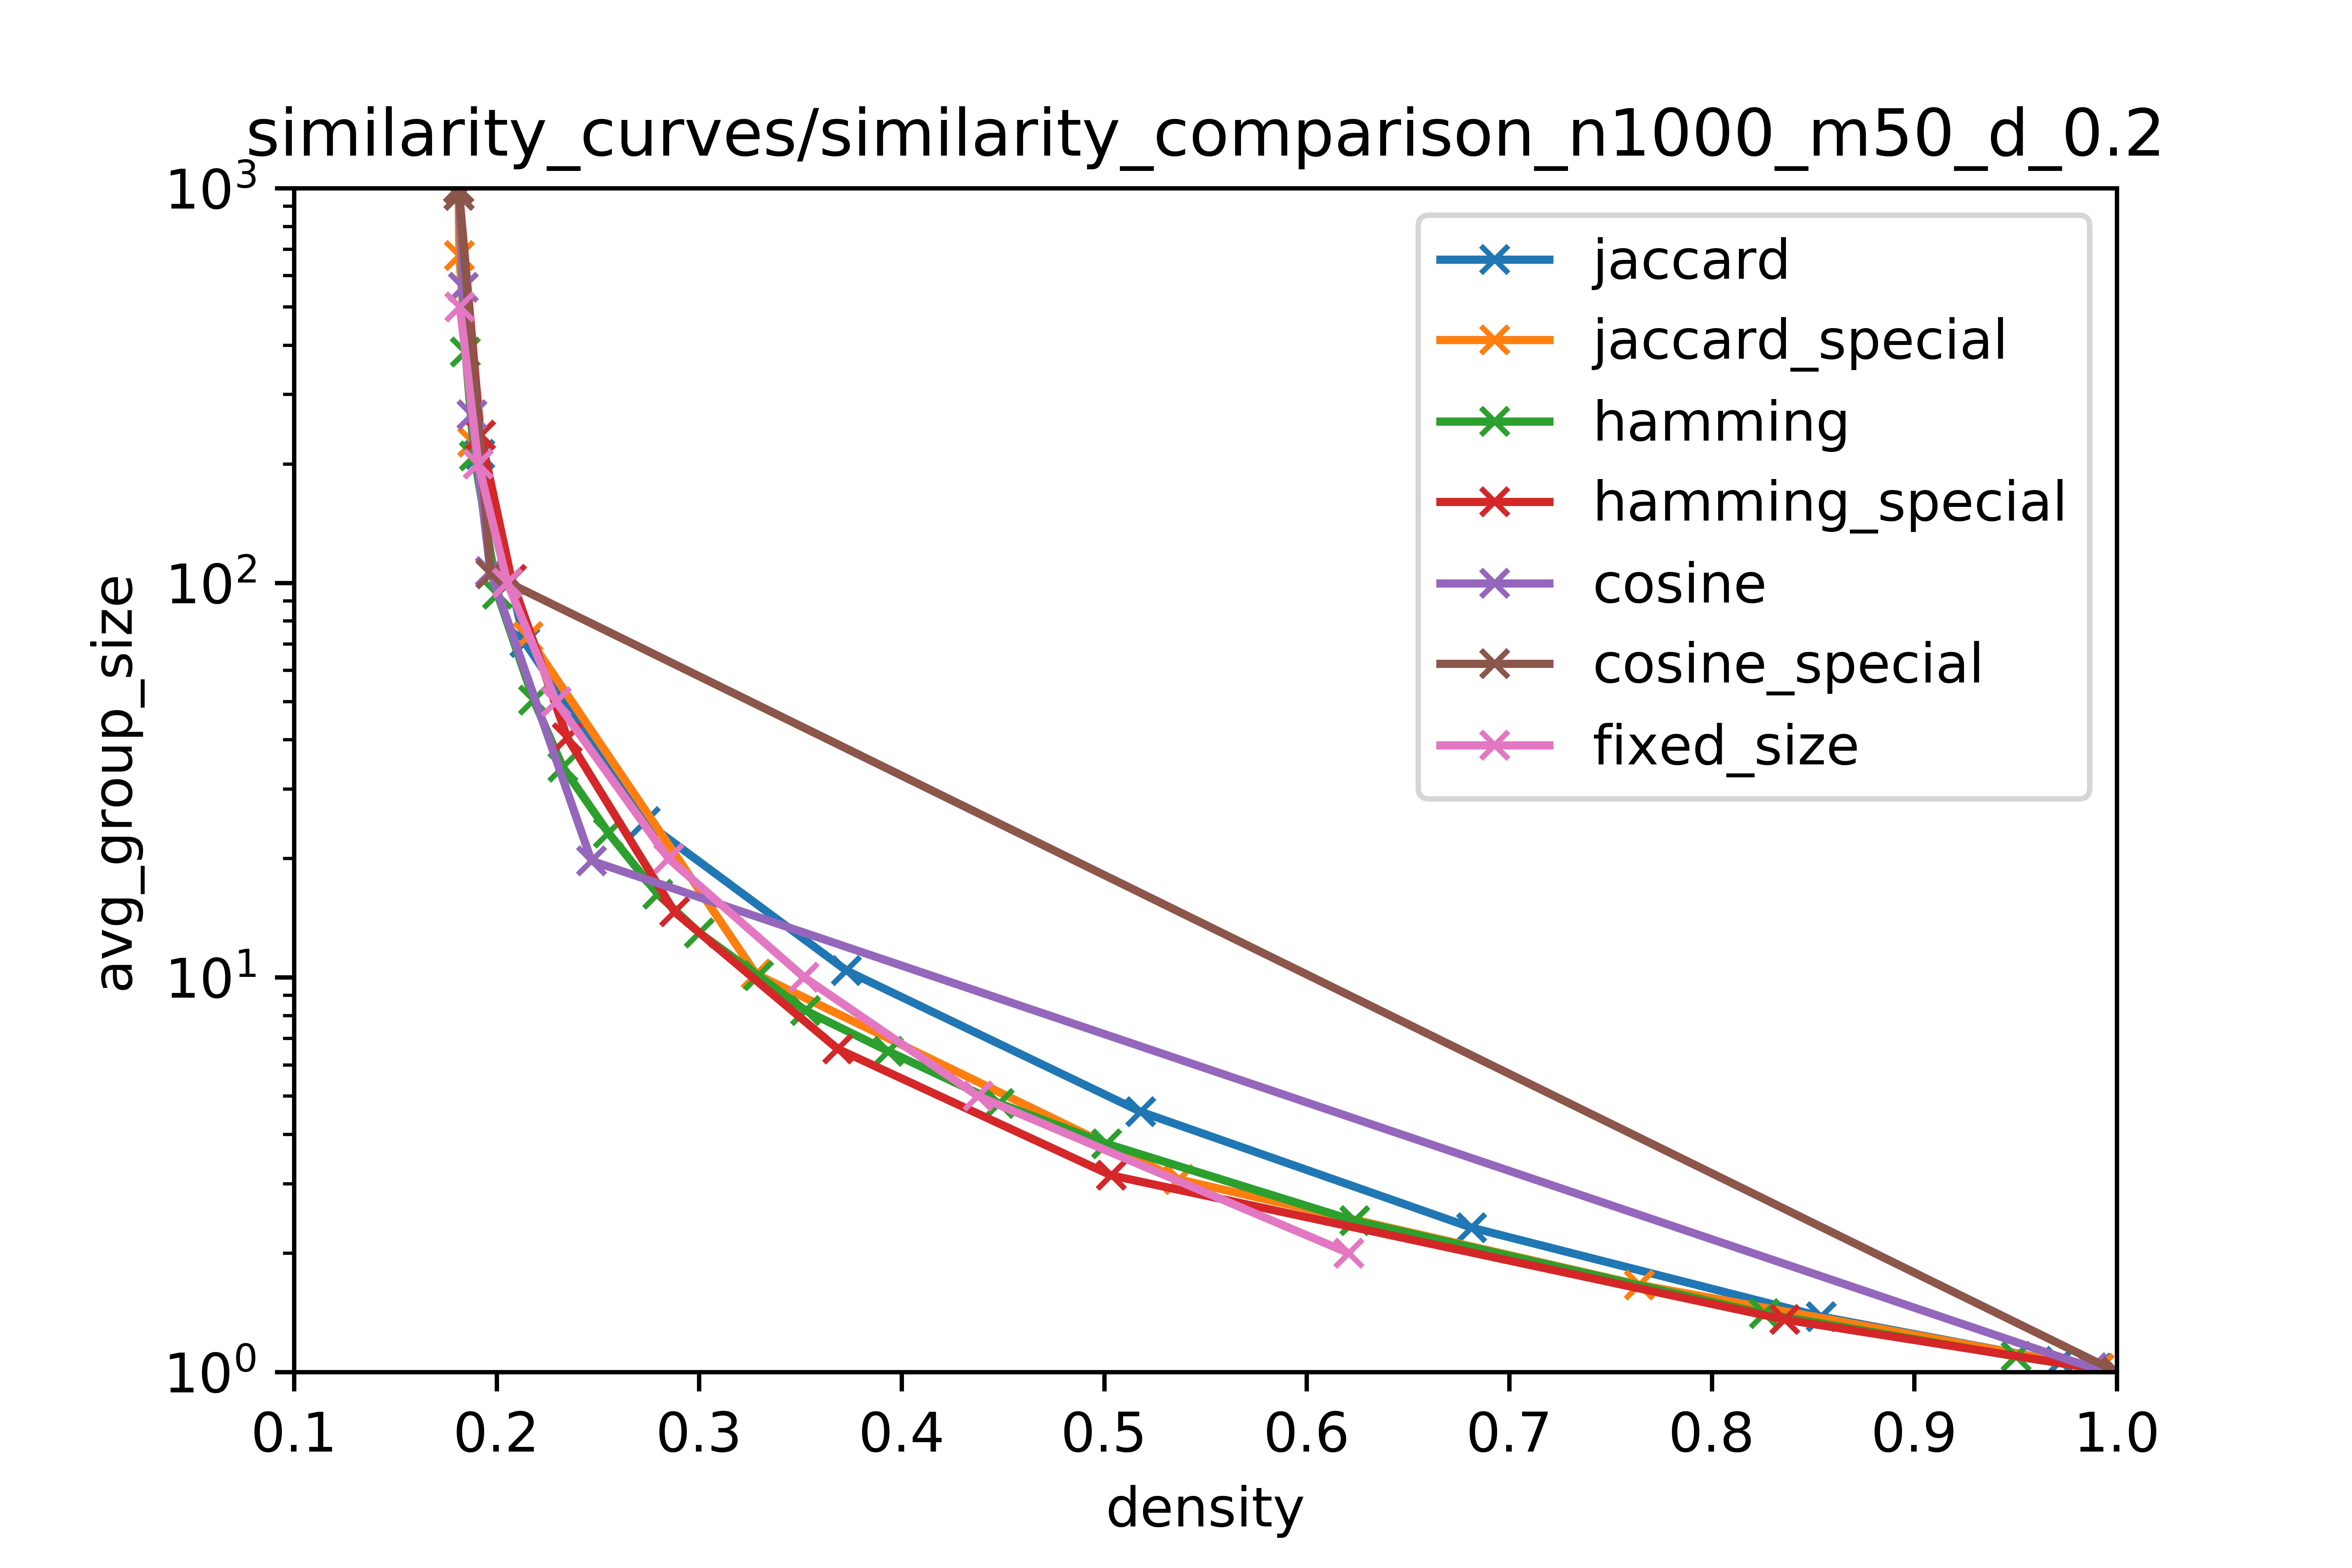 similarity_curves/similarity_comparison_n1000_m50_d_0.2
10³
10²
10¹
10⁰
avg_group_size
jaccard
jaccard_special
hamming
hamming_special
cosine
cosine_special
fixed_size
0.1 0.2 0.3 0.4 0.5 0.6 0.7 0.8 0.9 1.0
density